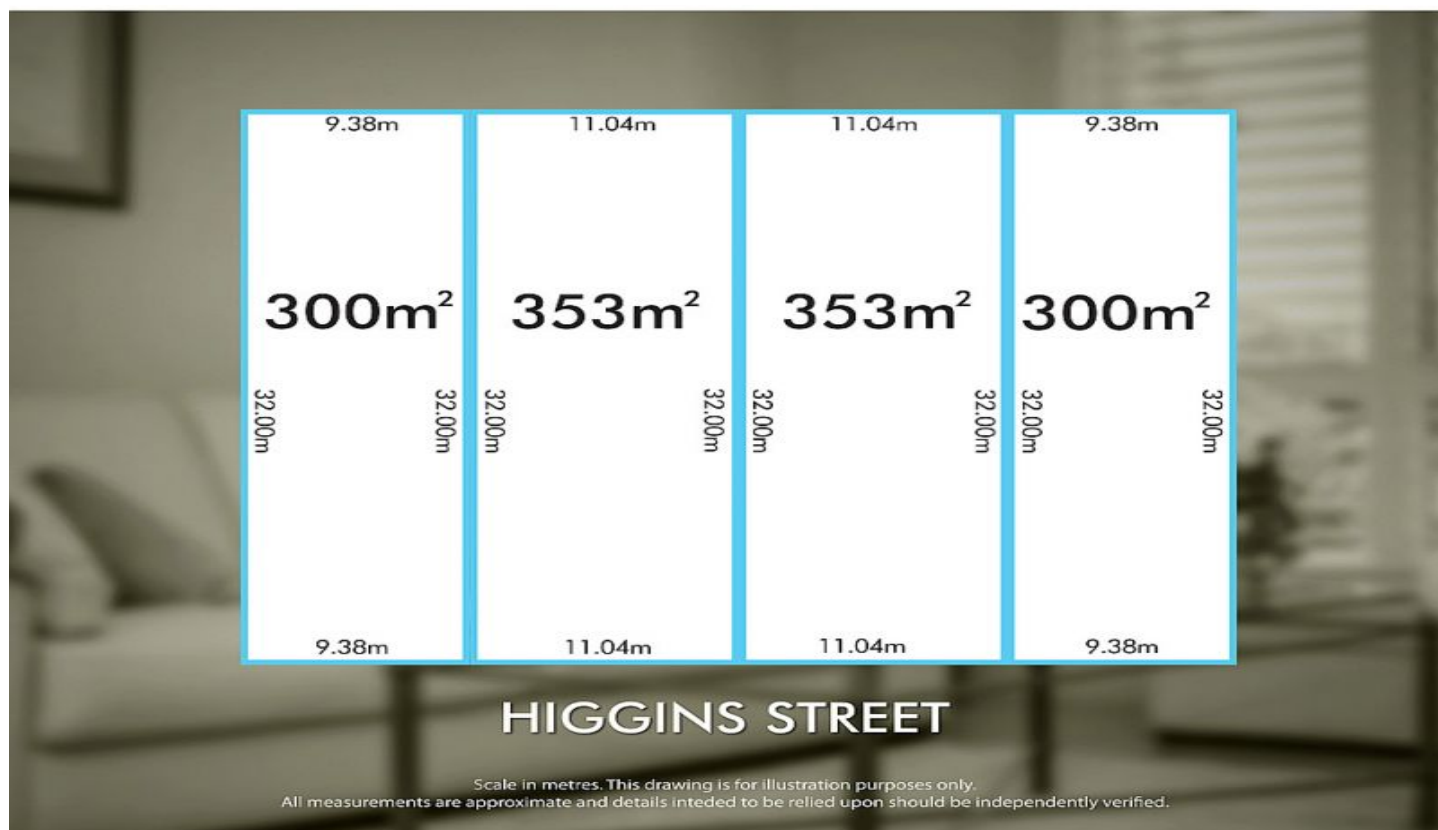 9.38m 11.04m 11.04m 9.38m
300m² 353m² 353m² 300m²
32.00m 32.00m 32.00m 32.00m 32.00m 32.00m 32.00m 32.00m
9.38m 11.04m 11.04m 9.38m
HIGGINS STREET
Scale in metres. This drawing is for illustration purposes only.
All measurements are approximate and details inteded to be relied upon should be independently verified.